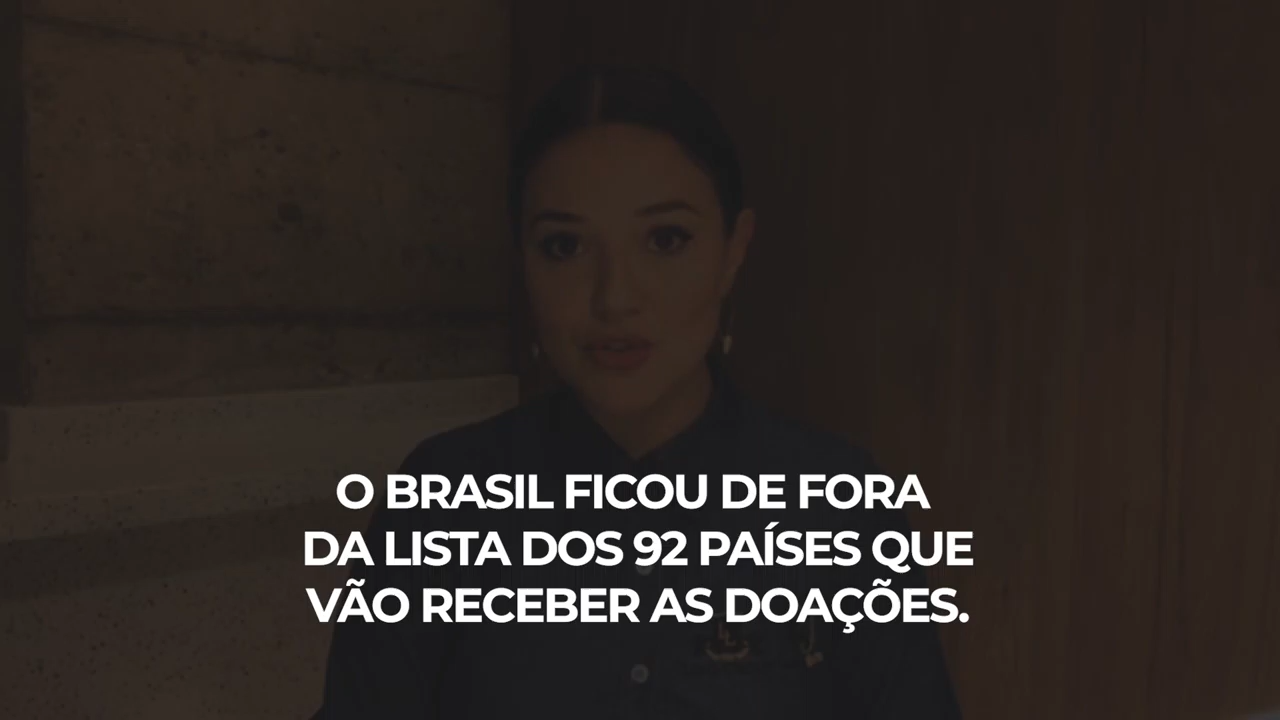 O BRASIL FICOU DE FORA
DA LISTA DOS 92 PAÍSES QUE
VÃO RECEBER AS DOAÇÕES.